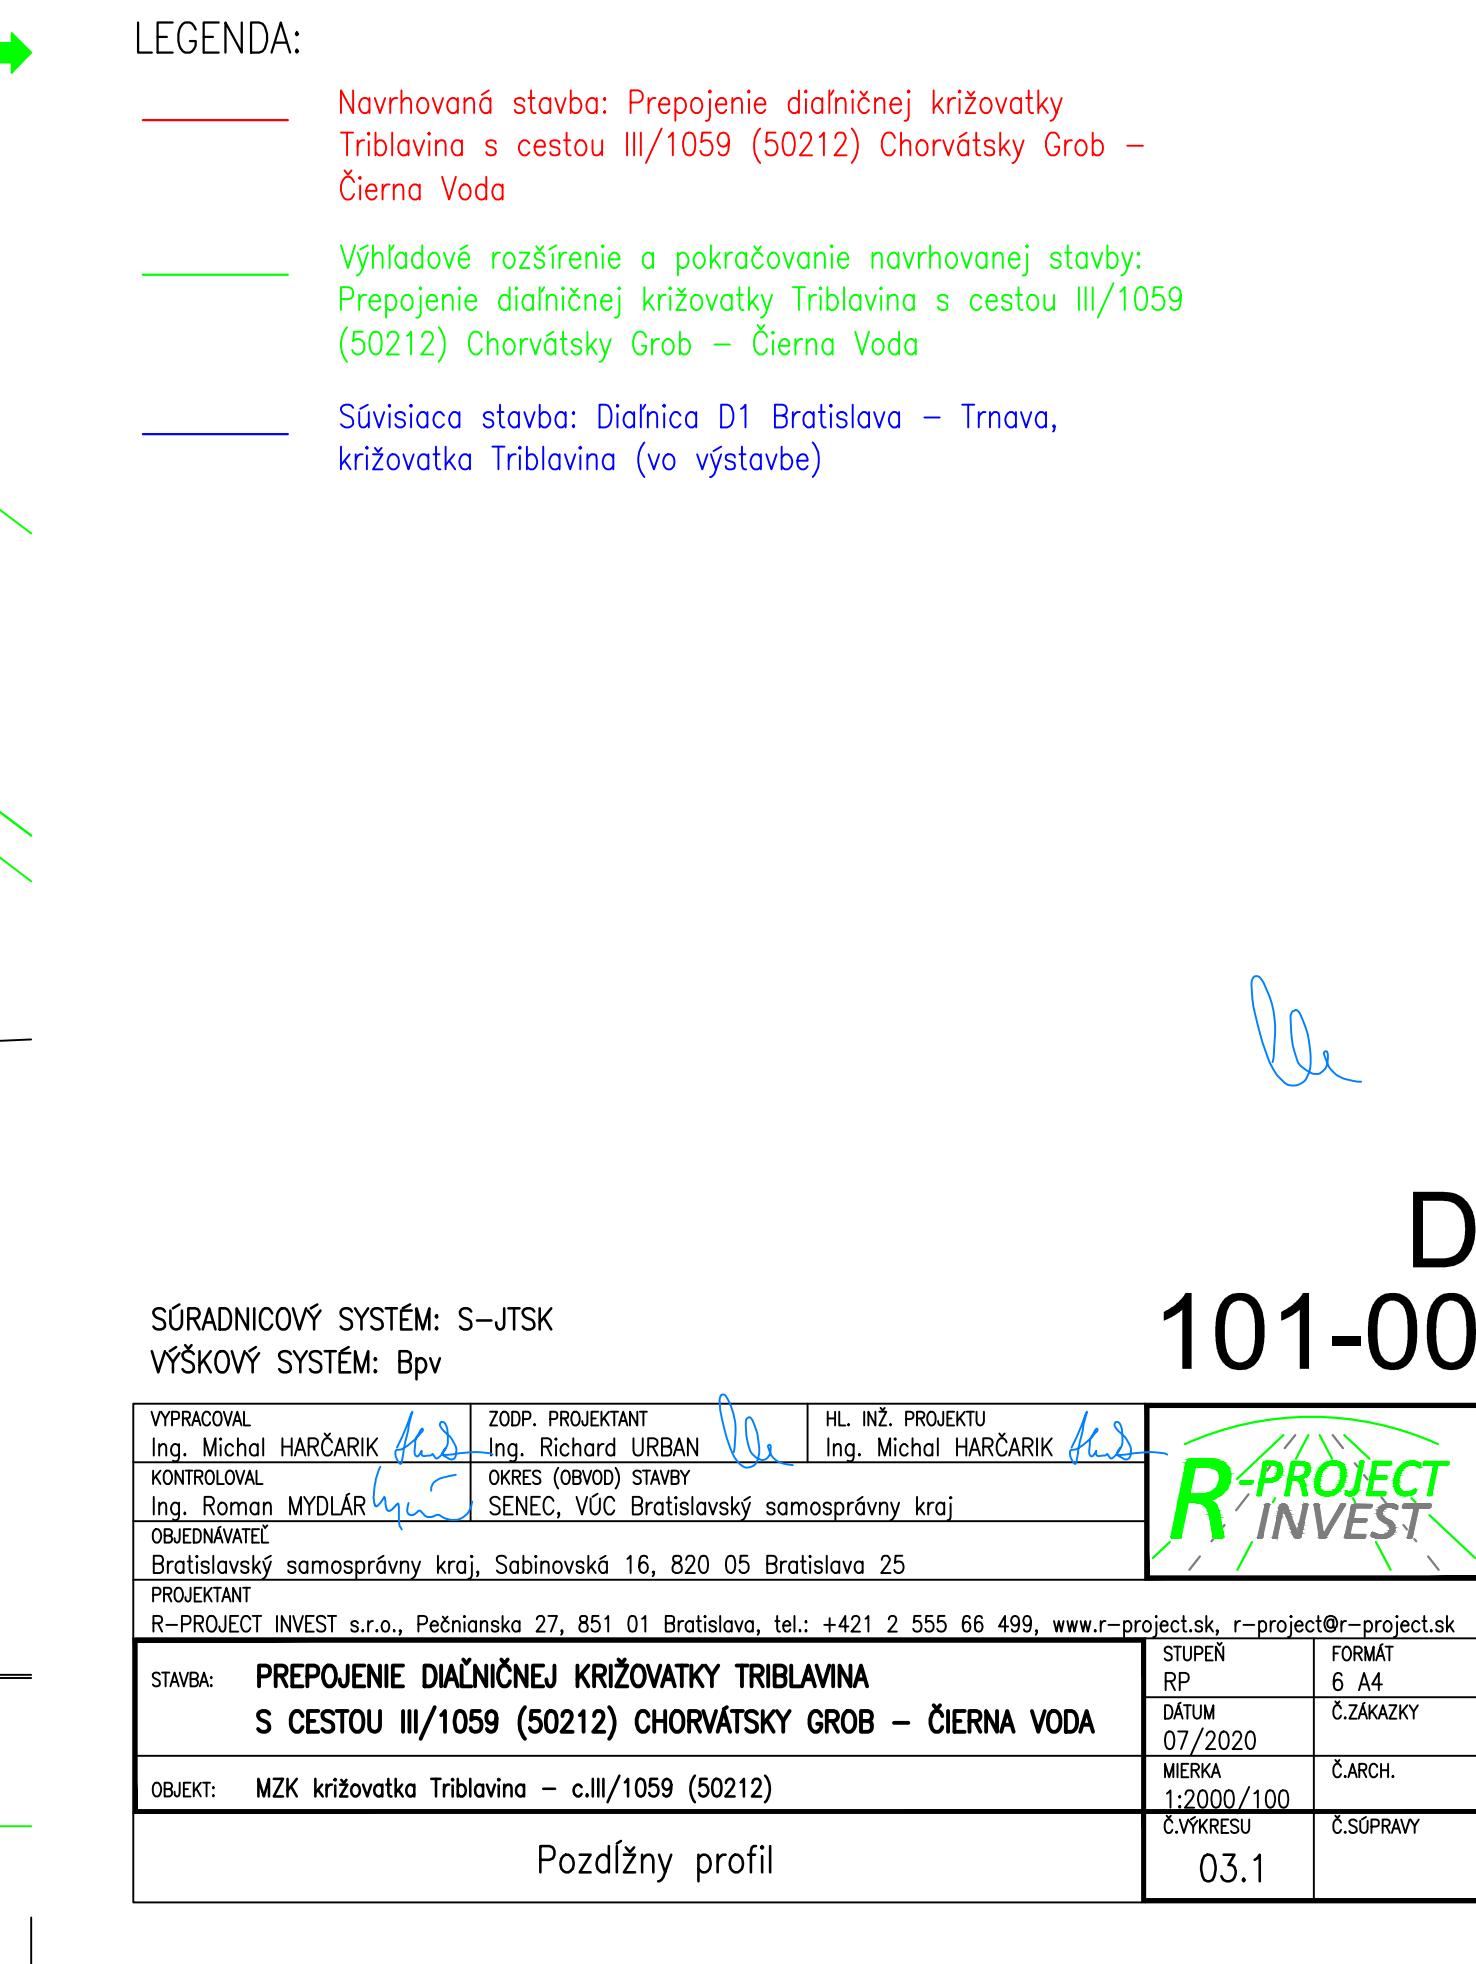 LEGENDA:
Navrhovaná stavba: Prepojenie diaľničnej križovatky
Triblavina s cestou III/1059 (50212) Chorvátsky Grob –
Čierna Voda
Výhľadové rozšírenie a pokračovanie navrhovanej stavby:
Prepojenie diaľničnej križovatky Triblavina s cestou III/1059
(50212) Chorvátsky Grob – Čierna Voda
Súvisiaca stavba: Diaľnica D1 Bratislava – Trnava,
križovatka Triblavina (vo výstavbe)
D
101-00
SÚRADNICOVÝ SYSTÉM: S-JTSK
VÝŠKOVÝ SYSTÉM: Bpv
VYPRACOVAL
Ing. Michal HARČARIK
ZODP. PROJEKTANT
Ing. Richard URBAN
HL. INŽ. PROJEKTU
Ing. Michal HARČARIK
KONTROLOVAL
Ing. Roman MYDLÁR
OKRES (OBVOD) STAVBY
SENEC, VÚC Bratislavský samosprávny kraj
OBJEDNÁVATEĽ
Bratislavský samosprávny kraj, Sabinovská 16, 820 05 Bratislava 25
R-PROJECT
INVEST
PROJEKTANT
R-PROJECT INVEST s.r.o., Pečnianska 27, 851 01 Bratislava, tel.: +421 2 555 66 499, www.r-project.sk, r-project@r-project.sk
STAVBA: PREPOJENIE DIAĽNIČNEJ KRIŽOVATKY TRIBLAVINA
S CESTOU III/1059 (50212) CHORVÁTSKY GROB – ČIERNA VODA
OBJEKT: MZK križovatka Triblavina – c.III/1059 (50212)
Pozdĺžny profil
STUPEŇ
RP
FORMÁT
6 A4
DÁTUM
07/2020
Č.ZÁKAZKY
MIERKA
1:2000/100
Č.ARCH.
Č.VÝKRESU
03.1
Č.SÚPRAVY